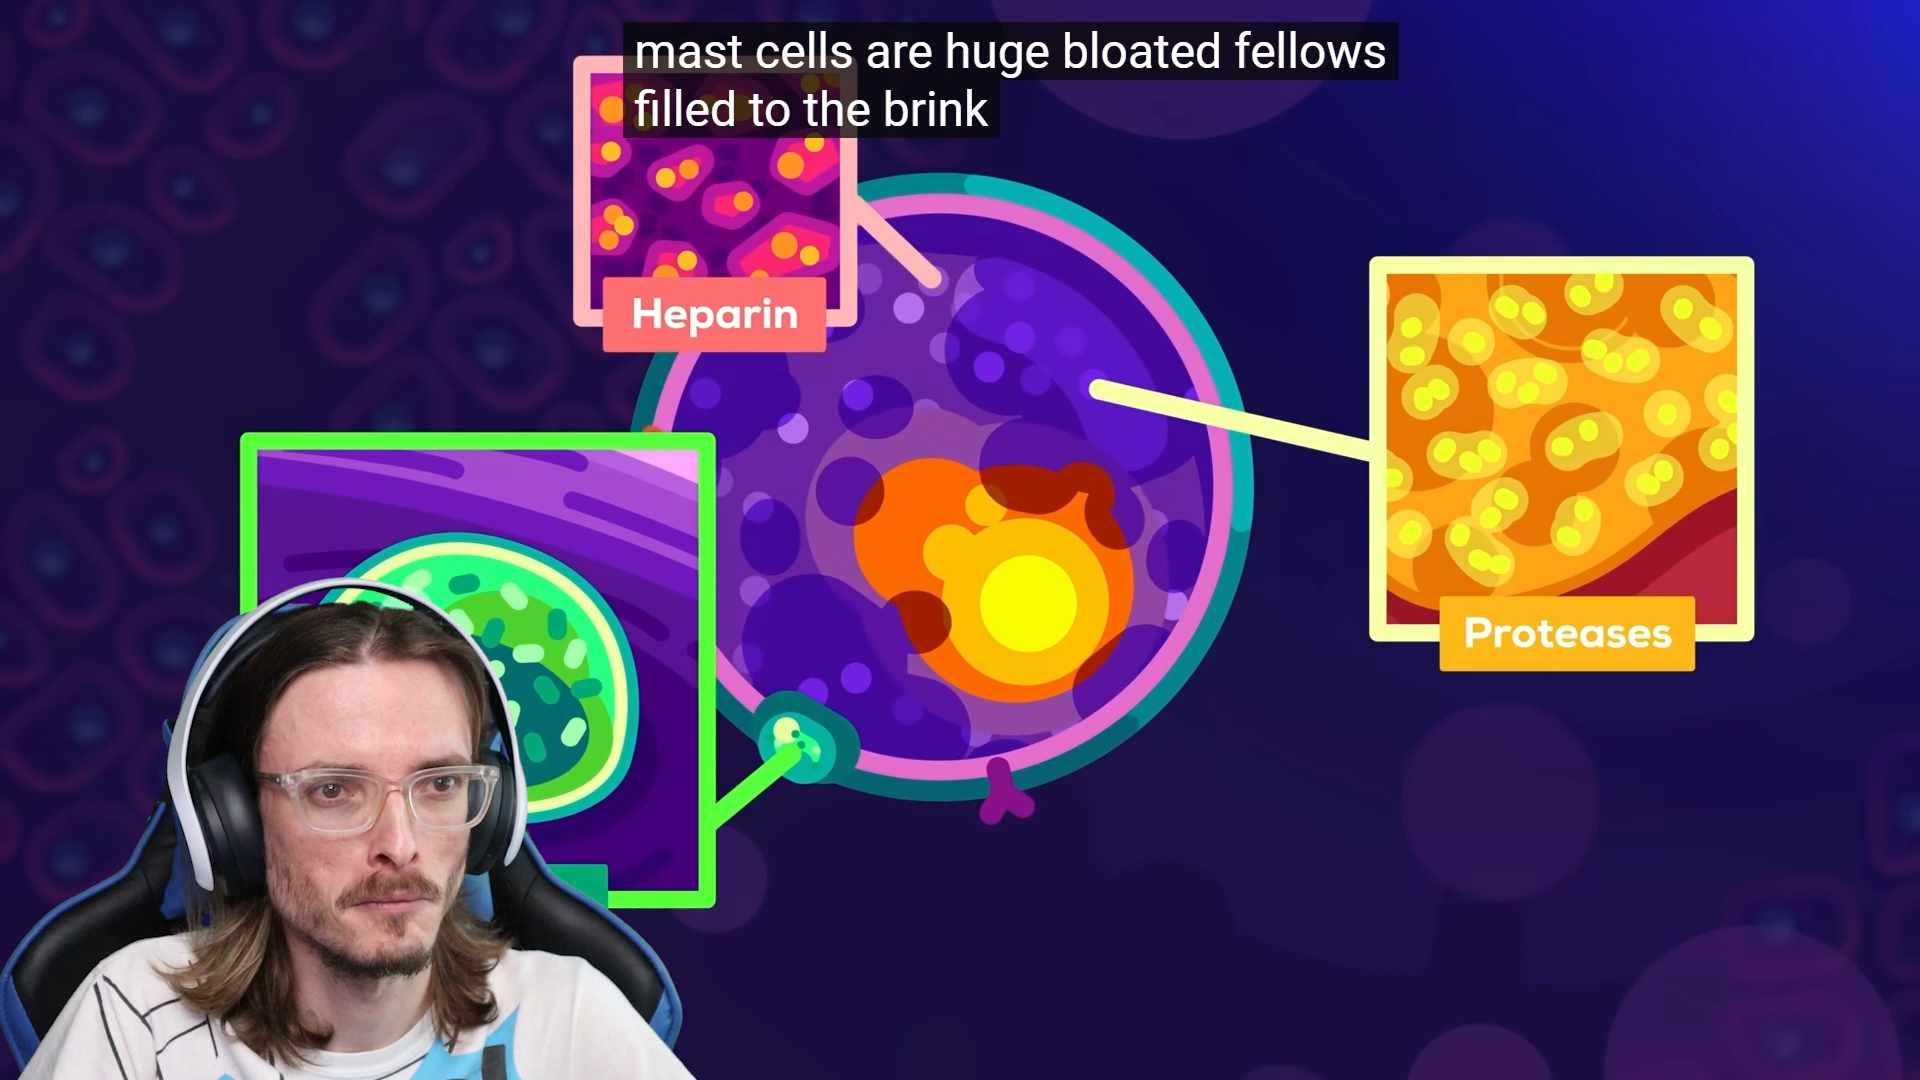 mast cells are huge bloated fellows
filled to the brink
Heparin
Proteases